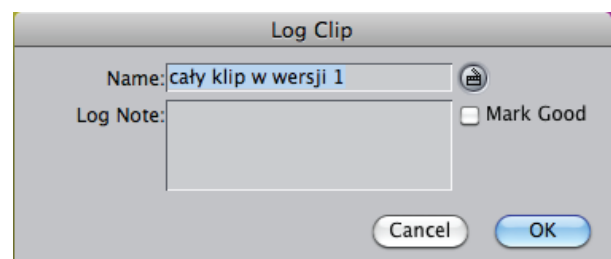 Log Clip
Name: cały klip w wersji 1
Log Note:
Mark Good
Cancel OK